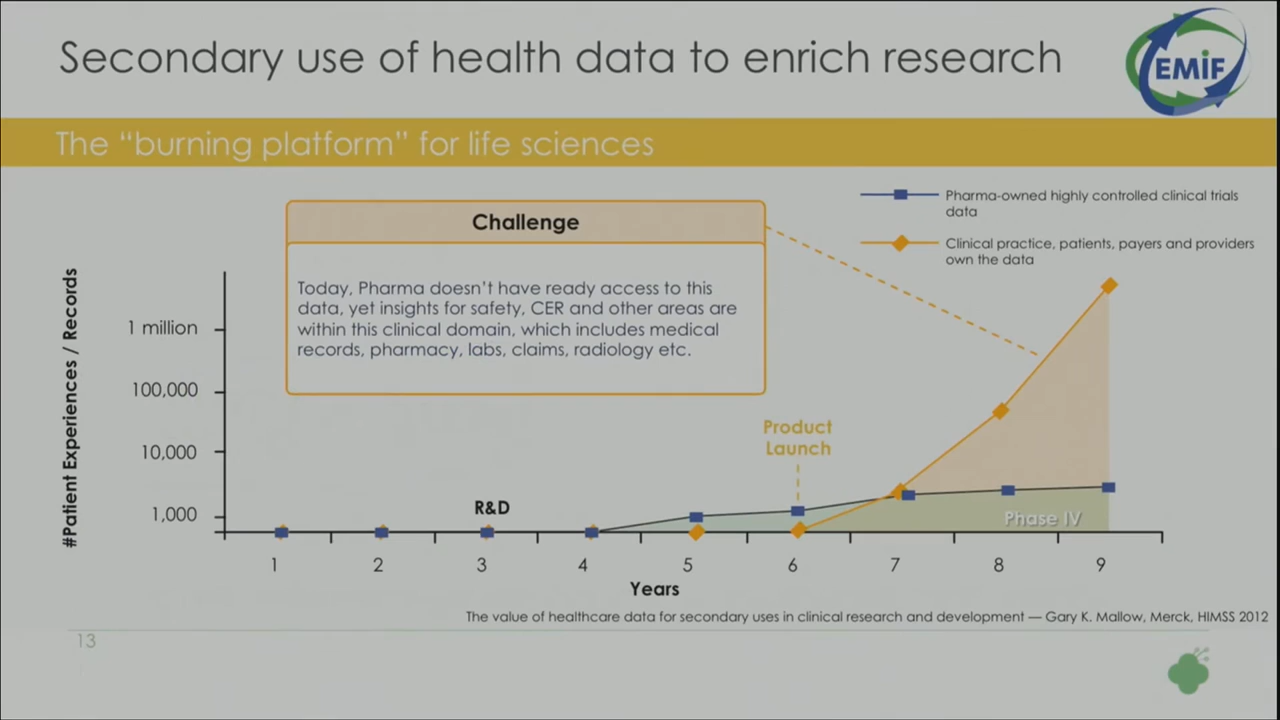 Secondary use of health data to enrich research
EMiF
The “burning platform” for life sciences
Pharma-owned highly controlled clinical trials
data
Clinical practice, patients, payers and providers
own the data
Challenge
Today, Pharma doesn’t have ready access to this
data, yet insights for safety, CER and other areas are
within this clinical domain, which includes medical
records, pharmacy, labs, claims, radiology etc.
#Patient Experiences / Records
1 million
100,000
10,000
1,000
Product
Launch
R&D
Phase IV
1 2 3 4 5 6 7 8 9
Years
The value of healthcare data for secondary uses in clinical research and development — Gary K. Mallow, Merck, HIMSS 2012
13